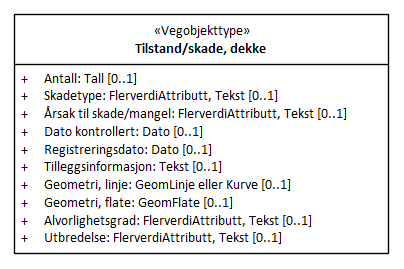 «Vegobjekttype»
Tilstand/skade, dekke
+ Antall: Tall [0..1]
+ Skadetype: FlerverdiAttributt, Tekst [0..1]
+ Årsak til skade/mangel: FlerverdiAttributt, Tekst [0..1]
+ Dato kontrollert: Dato [0..1]
+ Registreringsdato: Dato [0..1]
+ Tilleggsinformasjon: Tekst [0..1]
+ Geometri, linje: GeomLinje eller Kurve [0..1]
+ Geometri, flate: GeomFlate [0..1]
+ Alvorlighetsgrad: FlerverdiAttributt, Tekst [0..1]
+ Utbredelse: FlerverdiAttributt, Tekst [0..1]